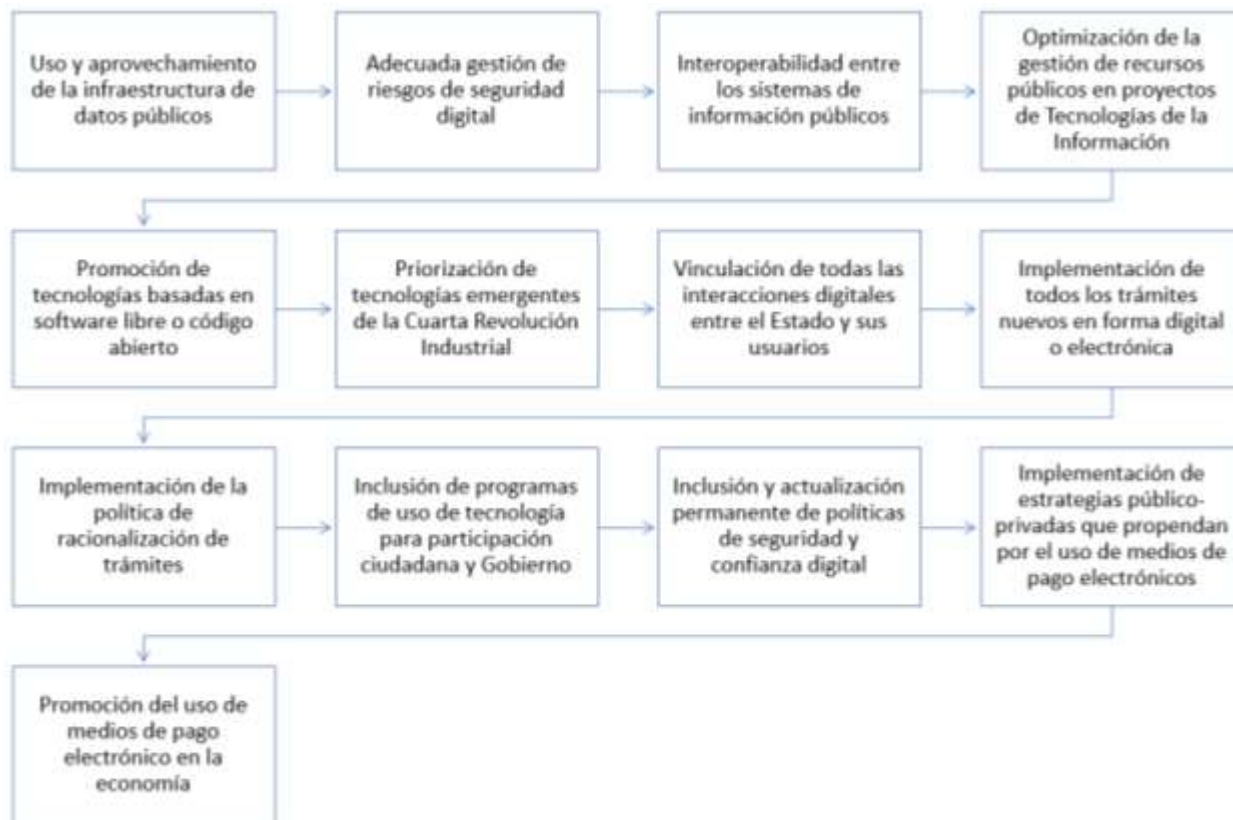 Uso y aprovechamiento
de la infraestructura de
datos públicos
Adecuada gestión de
riesgos de seguridad
digital
Interoperabilidad entre
los sistemas de
información públicos
Optimización de la
gestión de recursos
públicos en proyectos
de Tecnologías de la
Información
Promoción de
tecnologías basadas en
software libre o código
abierto
Priorización de
tecnologías emergentes
de la Cuarta Revolución
Industrial
Vinculación de todas las
interacciones digitales
entre el Estado y sus
usuarios
Implementación de
todos los trámites
nuevos en forma digital
o electrónica
Implementación de la
política de
racionalización de
trámites
Inclusión de programas
de uso de tecnología
para participación
ciudadana y Gobierno
Inclusión y actualización
permanente de políticas
de seguridad y
confianza digital
Implementación de
estrategias público-
privadas que propendan
por el uso de medios de
pago electrónicos
Promoción del uso de
medios de pago
electrónico en la
economía